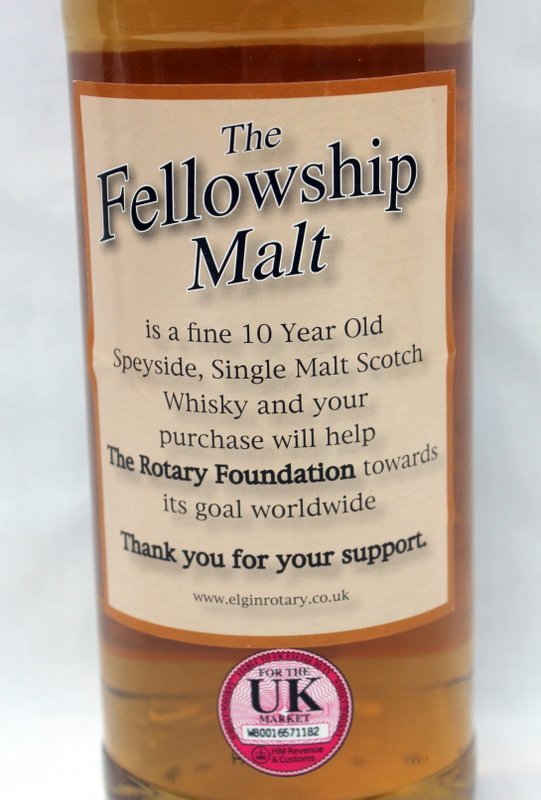 The
Fellowship
Malt
is a fine 10 Year Old
Speyside, Single Malt Scotch
Whisky and your
purchase will help
The Rotary Foundation towards
its goal worldwide
Thank you for your support.
www.elginrotary.co.uk
FOR THE
UK
MARKET
W80016571182
HM Revenue
& Customs